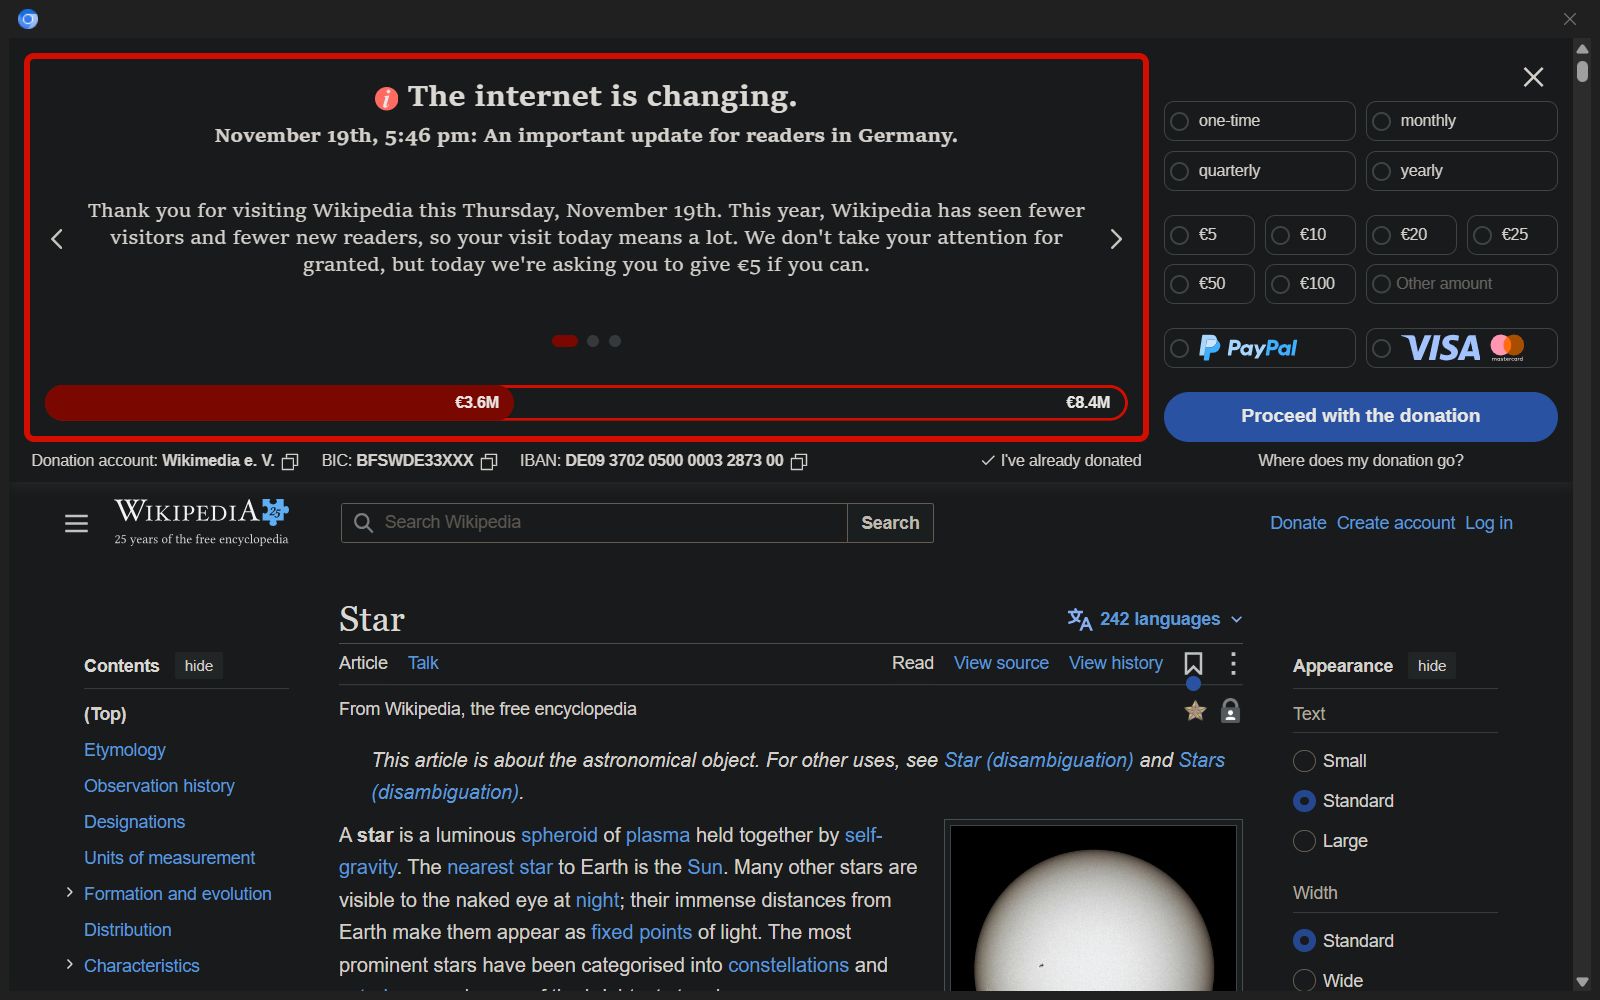 The internet is changing.
November 19th, 5:46 pm: An important update for readers in Germany.
Thank you for visiting Wikipedia this Thursday, November 19th. This year, Wikipedia has seen fewer
visitors and fewer new readers, so your visit today means a lot. We don't take your attention for
granted, but today we're asking you to give €5 if you can.
€3.6M
€8.4M
one-time
monthly
quarterly
yearly
€5
€10
€20
€25
€50
€100
Other amount
PayPal
VISA
mastercard
Proceed with the donation
Donation account: Wikimedia e. V.
BIC: BFSWDE33XXX
IBAN: DE09 3702 0500 0003 2873 00
I've already donated
Where does my donation go?
WIKIPEDIA 25
25 years of the free encyclopedia
Search Wikipedia
Search
Donate
Create account
Log in
Contents
hide
(Top)
Etymology
Observation history
Designations
Units of measurement
Formation and evolution
Distribution
Characteristics
Star
242 languages
Article
Talk
Read
View source
View history
From Wikipedia, the free encyclopedia
This article is about the astronomical object. For other uses, see Star (disambiguation) and Stars
(disambiguation).
A star is a luminous spheroid of plasma held together by self-
gravity. The nearest star to Earth is the Sun. Many other stars are
visible to the naked eye at night; their immense distances from
Earth make them appear as fixed points of light. The most
prominent stars have been categorised into constellations and
Appearance
hide
Text
Small
Standard
Large
Width
Standard
Wide